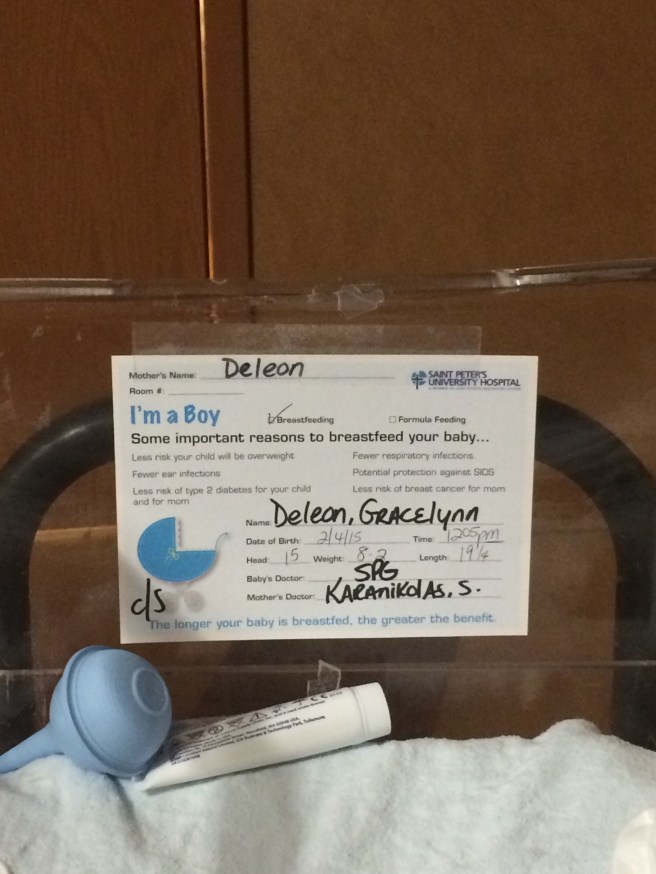 Mother's Name: Deleon
SAINT PETER'S
UNIVERSITY HOSPITAL
Room #:
I'm a Boy
Breastfeeding
Formula Feeding
Some important reasons to breastfeed your baby...
Less risk your child will be overweight
Fewer respiratory infections
Fewer ear infections
Potential protection against SIDS
Less risk of type 2 diabetes for your child
and for mom
Less risk of breast cancer for mom
Name: Deleon, GRACElynn
Date of Birth: 2/4/15 Time: 1205pm
Head: 15 Weight: 8-2 Length: 19 1/4
Baby's Doctor: SPG
Mother's Doctor: KARANIKOLAS, S.
c/s
The longer your baby is breastfed, the greater the benefit.